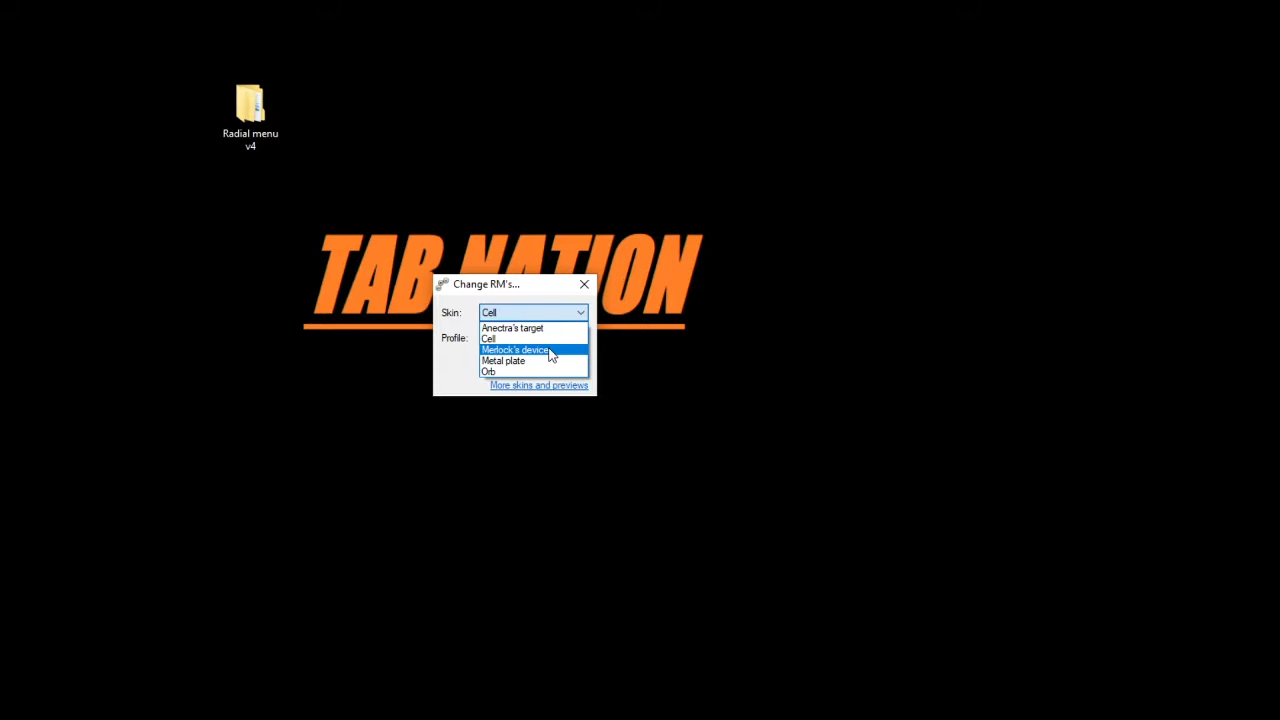 Radial menu
v4
TAB NATION
Change RM's...
Skin:
Cell
Anectra's target
Cell
Profile:
Merlock's device
Metal plate
Orb
More skins and previews